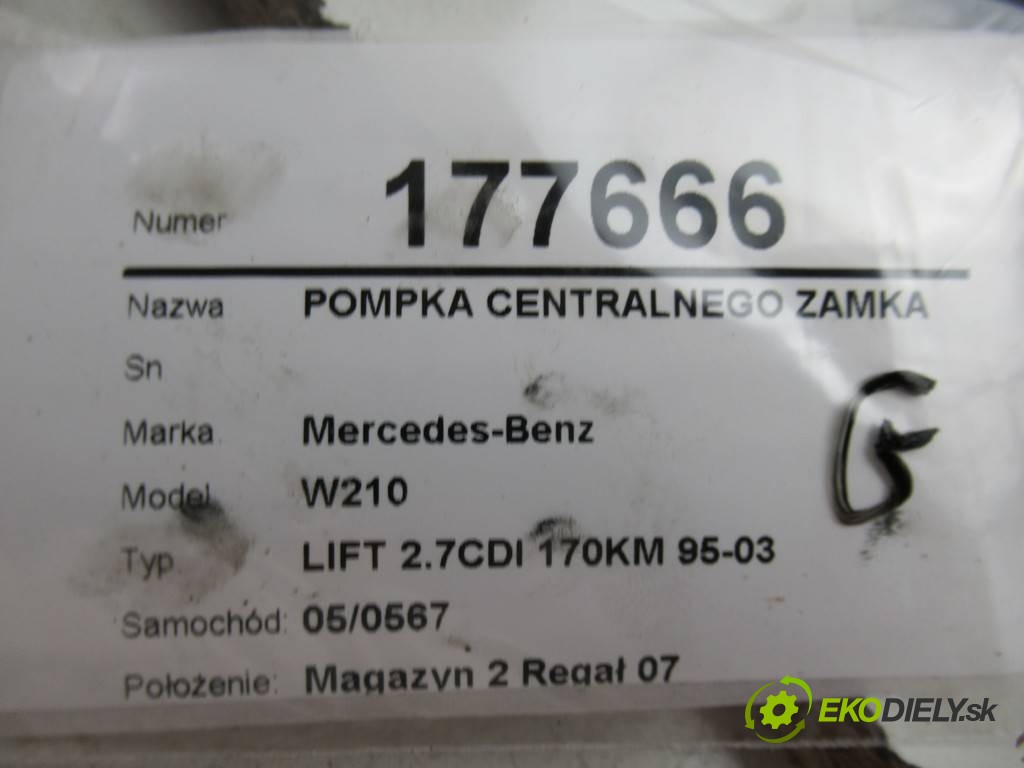 Numer 177666
Nazwa POMPKA CENTRALNEGO ZAMKA
Sn
Marka Mercedes-Benz
G
Model W210
Typ LIFT 2.7CDI 170KM 95-03
Samochód: 05/0567
Położenie: Magazyn 2 Regał 07
EKODIELY.sk